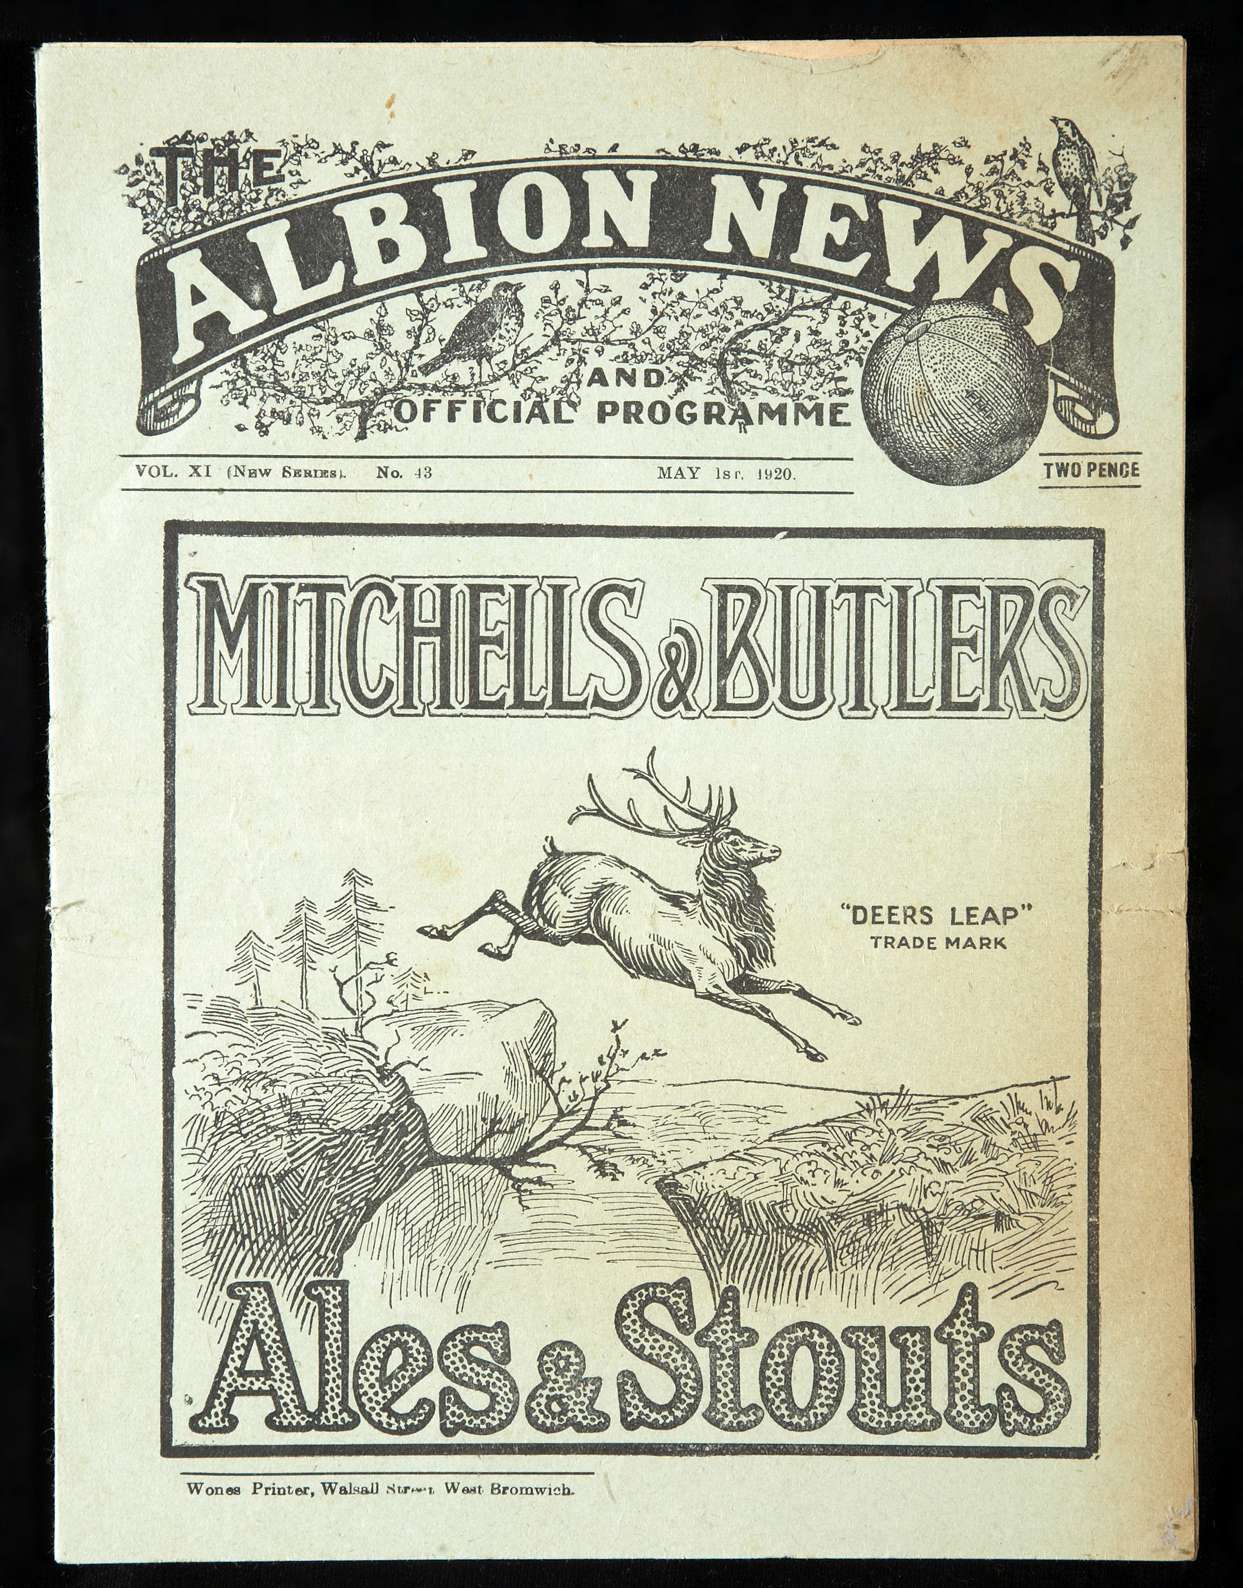 THE
ALBION NEWS
AND
OFFICIAL PROGRAMME
VOL. XI (NEW SERIES). No. 43 MAY 1ST, 1920.
TWO PENCE
MITCHELLS & BUTLERS
"DEERS LEAP"
TRADE MARK
Ales & Stouts
Wones Printer, Walsall Street, West Bromwich.